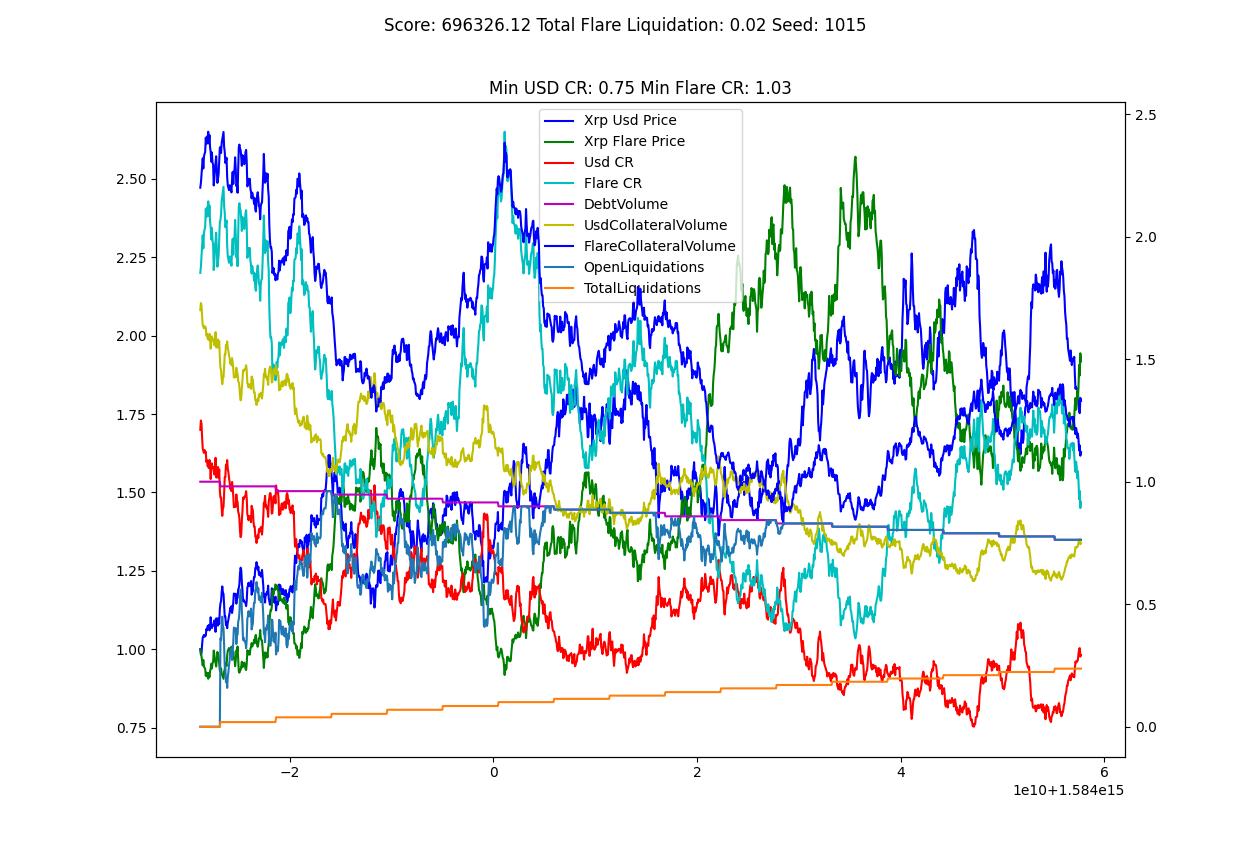 Score: 696326.12 Total Flare Liquidation: 0.02 Seed: 1015
Min USD CR: 0.75 Min Flare CR: 1.03
Xrp Usd Price
Xrp Flare Price
Usd CR
Flare CR
DebtVolume
UsdCollateralVolume
FlareCollateralVolume
OpenLiquidations
TotalLiquidations
2.50
2.25
2.00
1.75
1.50
1.25
1.00
0.75
2.5
2.0
1.5
1.0
0.5
0.0
−2 0 2 4 6
1e10+1.584e15